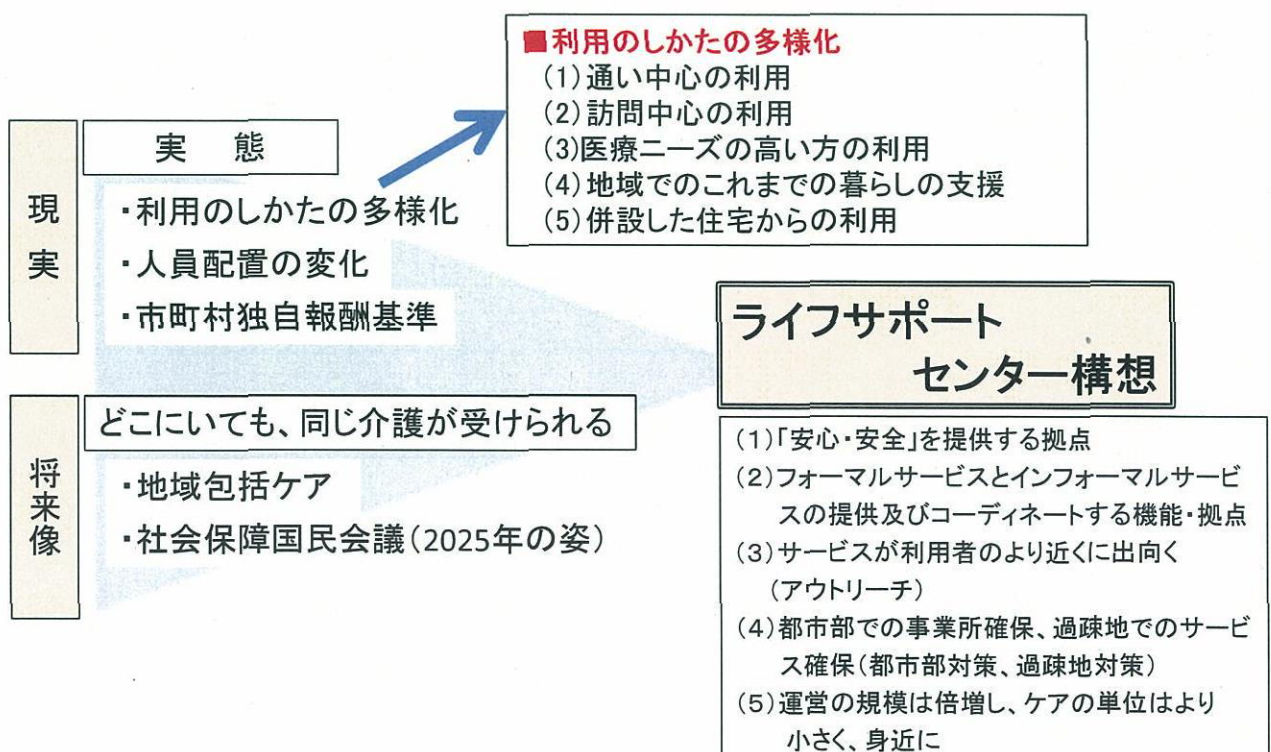 ■利用のしかたの多様化
(1)通い中心の利用
(2)訪問中心の利用
(3)医療ニーズの高い方の利用
(4)地域でのこれまでの暮らしの支援
(5)併設した住宅からの利用
現実
実 態
・利用のしかたの多様化
・人員配置の変化
・市町村独自報酬基準
将来像
どこにいても、同じ介護が受けられる
・地域包括ケア
・社会保障国民会議(2025年の姿)
ライフサポート
センター構想
(1)「安心・安全」を提供する拠点
(2)フォーマルサービスとインフォーマルサービ
スの提供及びコーディネートする機能・拠点
(3)サービスが利用者のより近くに出向く
(アウトリーチ)
(4)都市部での事業所確保、過疎地でのサービ
ス確保(都市部対策、過疎地対策)
(5)運営の規模は倍増し、ケアの単位はより
小さく、身近に